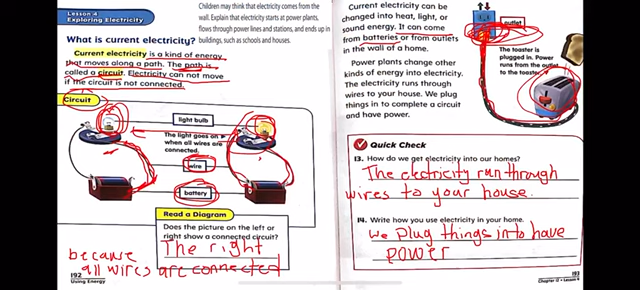 Lesson 4
Exploring Electricity
Children may think that electricity comes from the
wall. Explain that electricity starts at power plants,
flows through power lines and stations, and ends up in
buildings, such as schools and houses.
What is current electricity?
Current electricity is a kind of energy
that moves along a path. The path is
called a circuit. Electricity can not move
if the circuit is not connected.
Circuit
light bulb
The light goes on
when all wires are
connected.
wire
battery
Read a Diagram
Does the picture on the left or
right show a connected circuit?
The right
because
all wires are connected
192
Using Energy
Current electricity can be
changed into heat, light, or
sound energy. It can come
from batteries or from outlets
in the wall of a home.
Power plants change other
kinds of energy into electricity.
The electricity runs through
wires to your house. We plug
things in to complete a circuit
and have power.
outlet
The toaster is
plugged in. Power
runs from the outlet
to the toaster.
Quick Check
13. How do we get electricity into our homes?
The electricity run through
wires to your house.
14. Write how you use electricity in your home.
we plug things in to have
power
193
Chapter 12 • Lesson 4